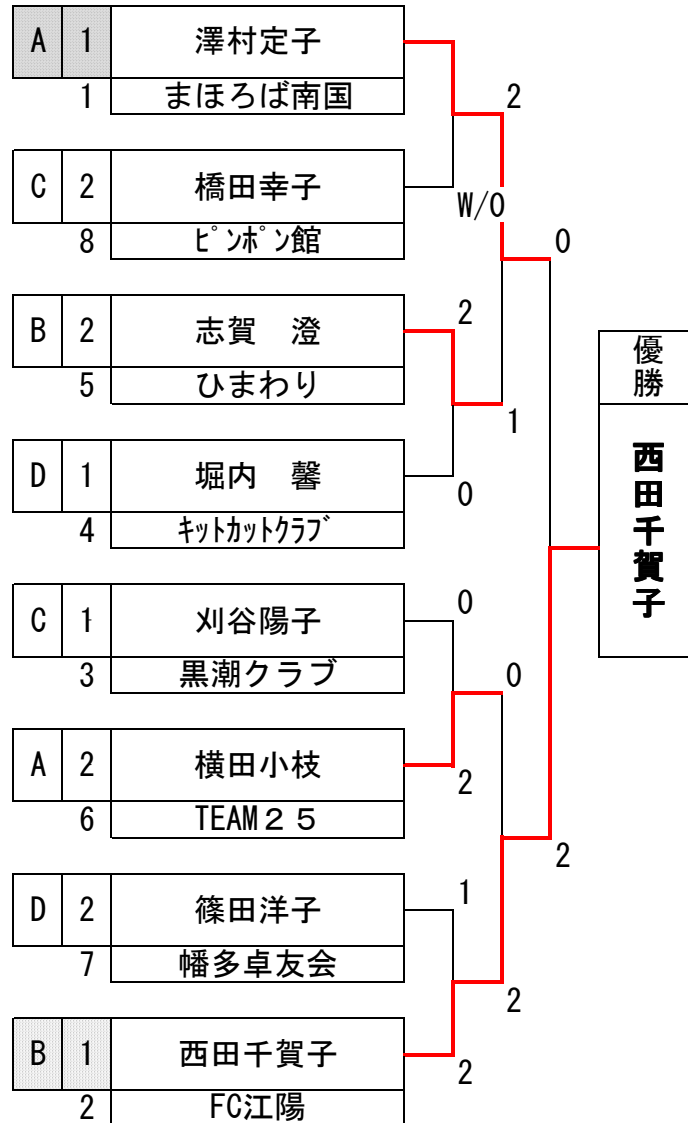 A 1 澤村定子
1 まほろば南国
2
C 2 橋田幸子
W/0
8 ピンポン館
0
B 2 志賀 澄
2
5 ひまわり
1
優勝
D 1 堀内 馨
0
4 キットカットクラブ
西田千賀子
C 1 刈谷陽子
0
3 黒潮クラブ
0
A 2 横田小枝
2
6 TEAM25
2
D 2 篠田洋子
1
7 幡多卓友会
2
B 1 西田千賀子
2
2 FC江陽